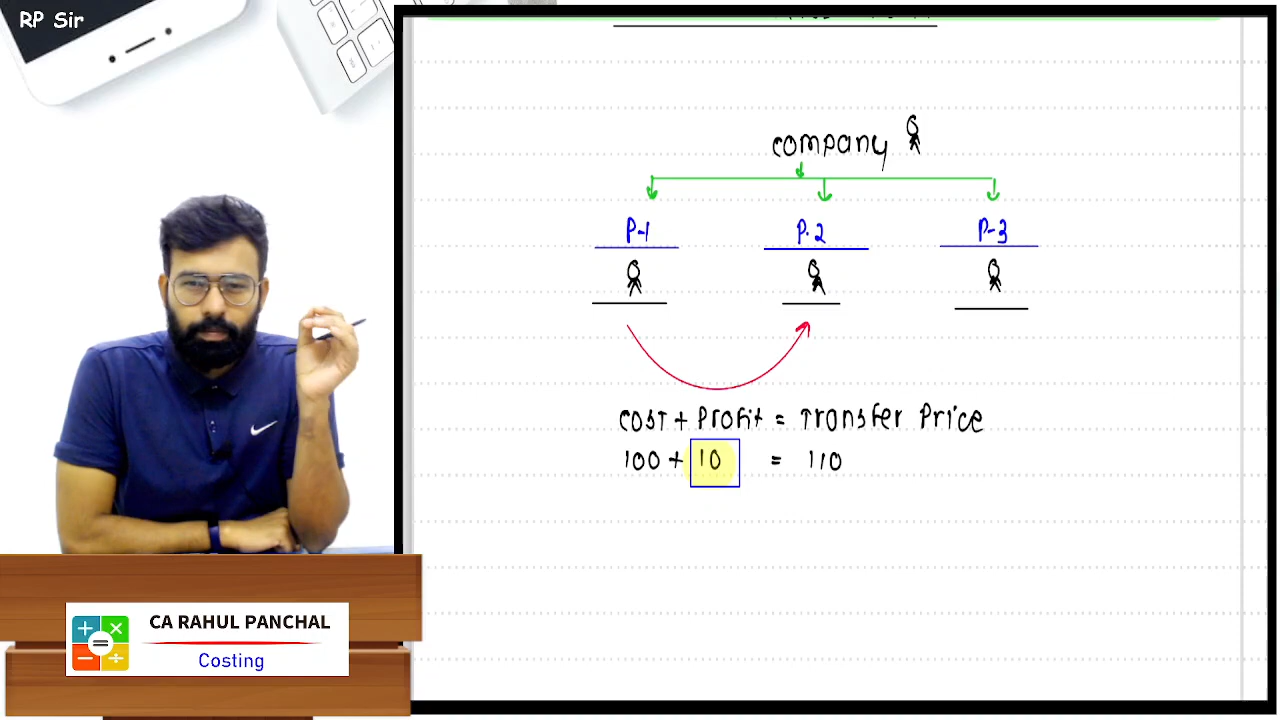 RP Sir
company
P-1 P-2 P-3
Cost + Profit = Transfer Price
100 + 10 = 110
CA RAHUL PANCHAL
Costing